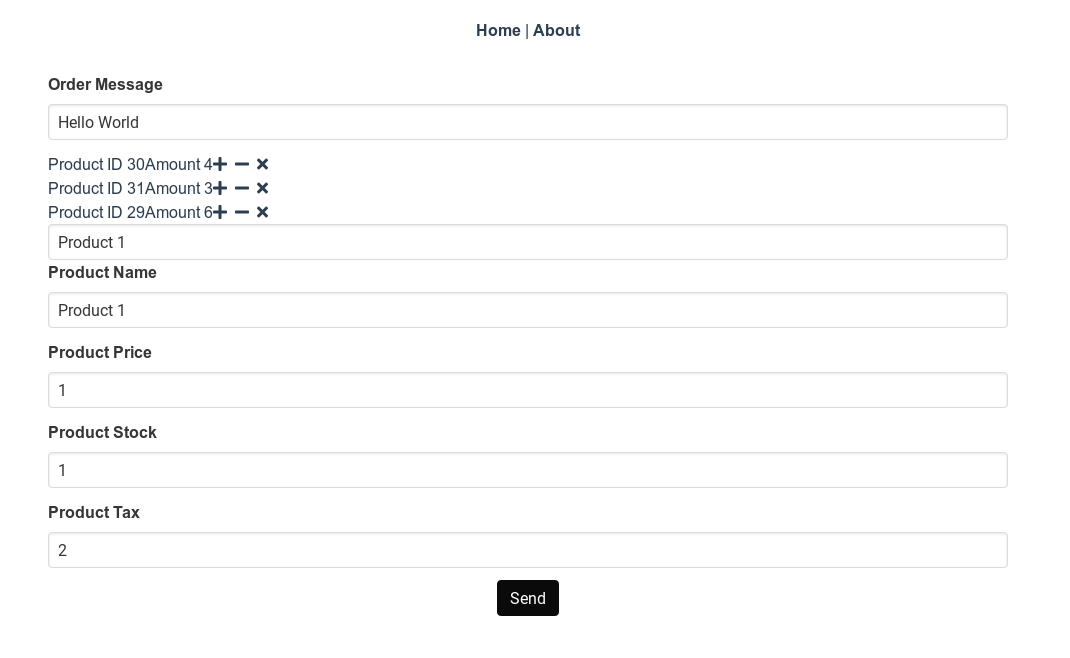 Home | About
Order Message
Hello World
Product ID 30Amount 4
Product ID 31Amount 3
Product ID 29Amount 6
Product 1
Product Name
Product 1
Product Price
1
Product Stock
1
Product Tax
2
Send